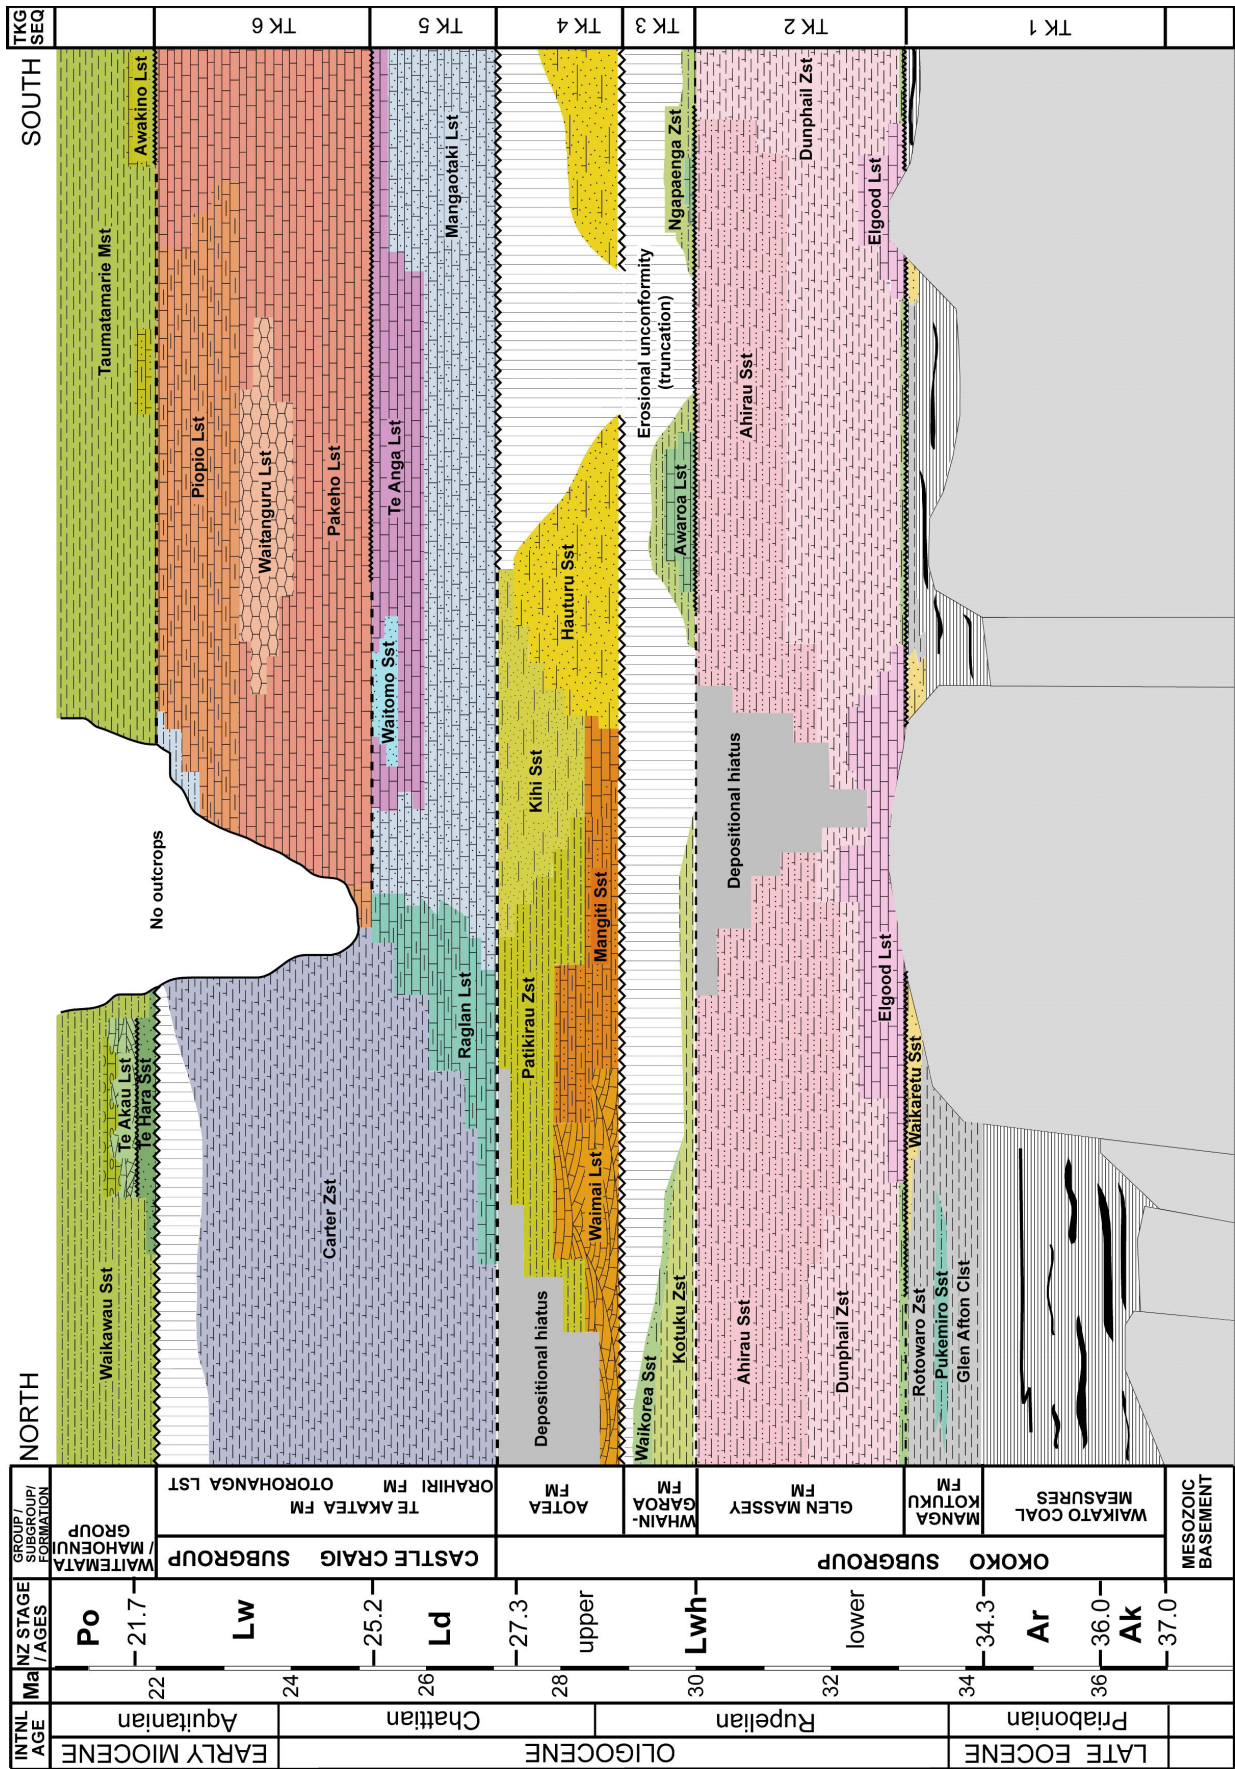 NORTH
SOUTH
INTNL
AGE
Ma
NZ STAGE
/ AGES
GROUP /
SUBGROUP/
FORMATION
TKG
SEQ
EARLY MIOCENE
OLIGOCENE
LATE EOCENE
Aquitanian
Chattian
Rupelian
Priabonian
22
24
26
28
30
32
34
36
Po
21.7
Lw
25.2
Ld
27.3
upper
Lwh
lower
34.3
Ar
36.0
Ak
37.0
WAITEMATA
/ MAHOENUI
GROUP
CASTLE CRAIG SUBGROUP
OKOKO SUBGROUP
OTOROHANGA LST
TE AKATEA FM
ORAHIRI FM
AOTEA
FM
WHAIN-
GAROA
FM
GLEN MASSEY
FM
MANGA
KOTUKU
FM
WAIKATO COAL
MEASURES
MESOZOIC
BASEMENT
Waikawau Sst
Te Akau Lst
Te Hara Sst
No outcrops
Taumatamarie Mst
Awakino Lst
Carter Zst
Piopio Lst
Waitanguru Lst
Pakeho Lst
Raglan Lst
Waitomo Sst
Te Anga Lst
Mangaotaki Lst
Depositional hiatus
Patikirau Zst
Waimai Lst
Mangiti Sst
Kihi Sst
Hauturu Sst
Waikorea Sst
Kotuku Zst
Awaroa Lst
Erosional unconformity
(truncation)
Ngapaenga Zst
Ahirau Sst
Dunphail Zst
Elgood Lst
Depositional hiatus
Ahirau Sst
Elgood Lst
Dunphail Zst
Rotowaro Zst
Pukemiro Sst
Glen Afton Clst
Waikaretu Sst
TK 6
TK 5
TK 4
TK 3
TK 2
TK 1